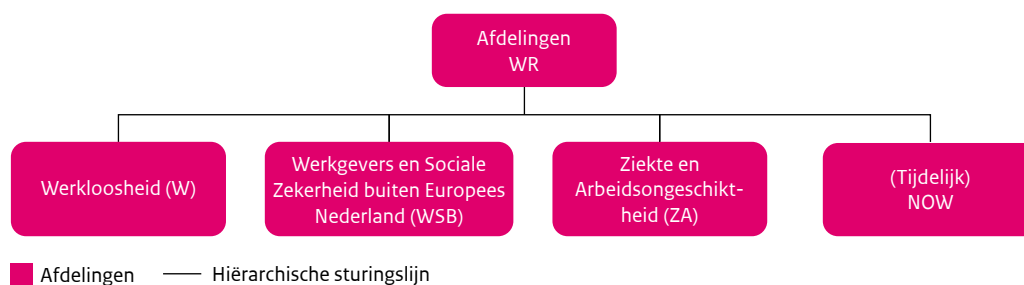 Afdelingen
WR
Werkloosheid (W)
Werkgevers en Sociale
Zekerheid buiten Europees
Nederland (WSB)
Ziekte en
Arbeidsongeschikt-
heid (ZA)
(Tijdelijk)
NOW
Afdelingen
Hiërarchische sturingslijn